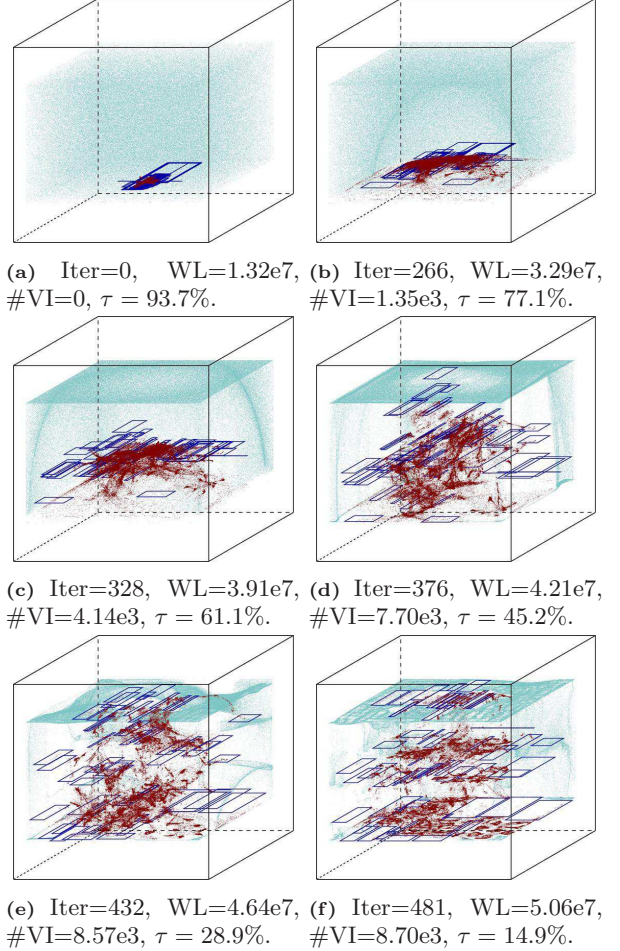 (a) Iter=0, WL=1.32e7,
#VI=0, τ = 93.7%.
(b) Iter=266, WL=3.29e7,
#VI=1.35e3, τ = 77.1%.
(c) Iter=328, WL=3.91e7,
#VI=4.14e3, τ = 61.1%.
(d) Iter=376, WL=4.21e7,
#VI=7.70e3, τ = 45.2%.
(e) Iter=432, WL=4.64e7,
#VI=8.57e3, τ = 28.9%.
(f) Iter=481, WL=5.06e7,
#VI=8.70e3, τ = 14.9%.